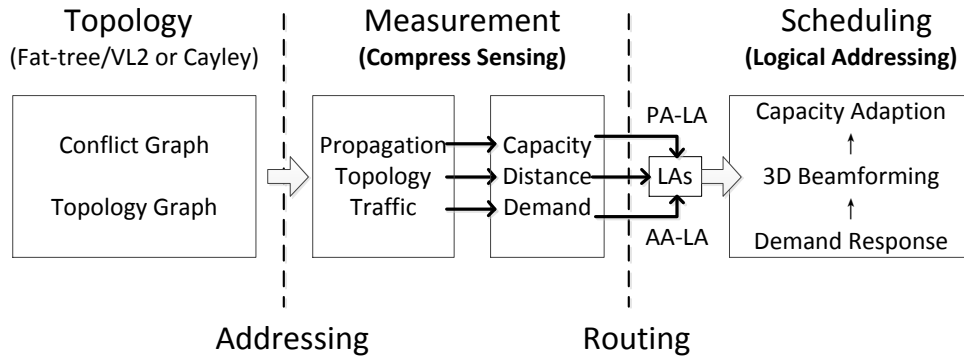 Topology
(Fat-tree/VL2 or Cayley)
Measurement
(Compress Sensing)
Scheduling
(Logical Addressing)
Conflict Graph
Topology Graph
Propagation
Topology
Traffic
Capacity
Distance
Demand
PA-LA
LAs
AA-LA
Capacity Adaption
3D Beamforming
Demand Response
Addressing
Routing